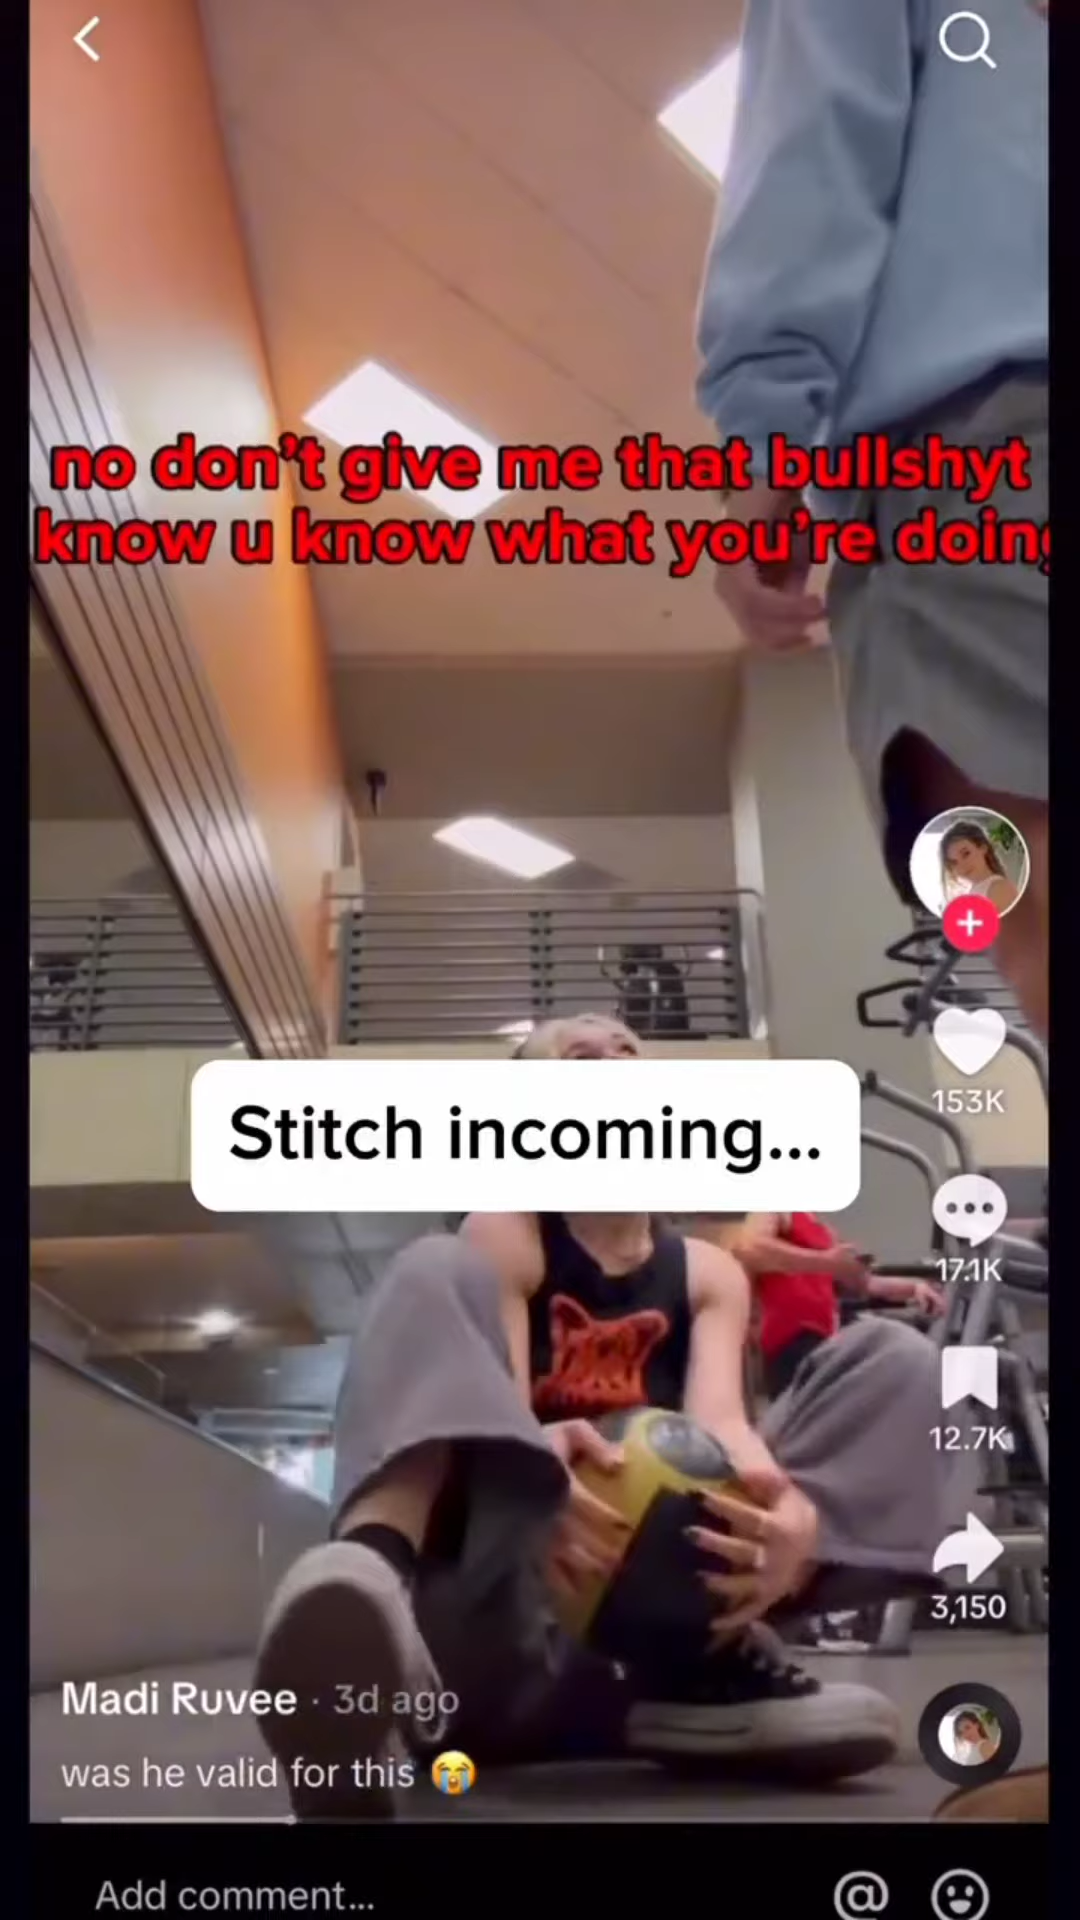 no don't give me that bullshyt
know u know what you're doing
Stitch incoming...
153K
17.1K
12.7K
3,150
Madi Ruvee · 3d ago
was he valid for this 😭
Add comment...
@